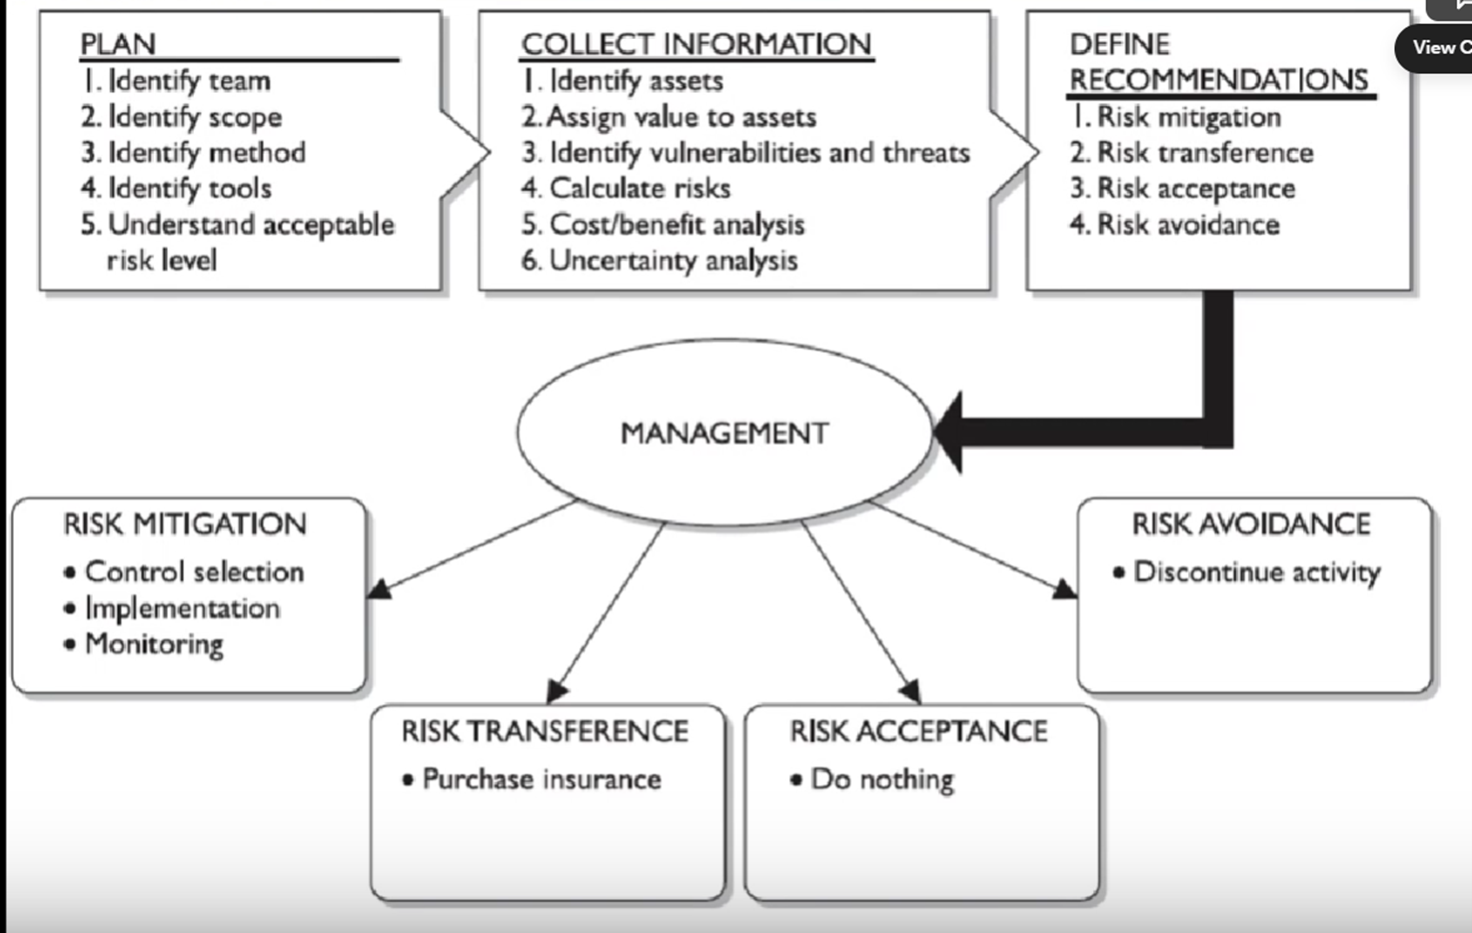 PLAN
1. Identify team
2. Identify scope
3. Identify method
4. Identify tools
5. Understand acceptable
risk level
COLLECT INFORMATION
1. Identify assets
2. Assign value to assets
3. Identify vulnerabilities and threats
4. Calculate risks
5. Cost/benefit analysis
6. Uncertainty analysis
DEFINE
RECOMMENDATIONS
1. Risk mitigation
2. Risk transference
3. Risk acceptance
4. Risk avoidance
View
MANAGEMENT
RISK MITIGATION
• Control selection
• Implementation
• Monitoring
RISK TRANSFERENCE
• Purchase insurance
RISK ACCEPTANCE
• Do nothing
RISK AVOIDANCE
• Discontinue activity